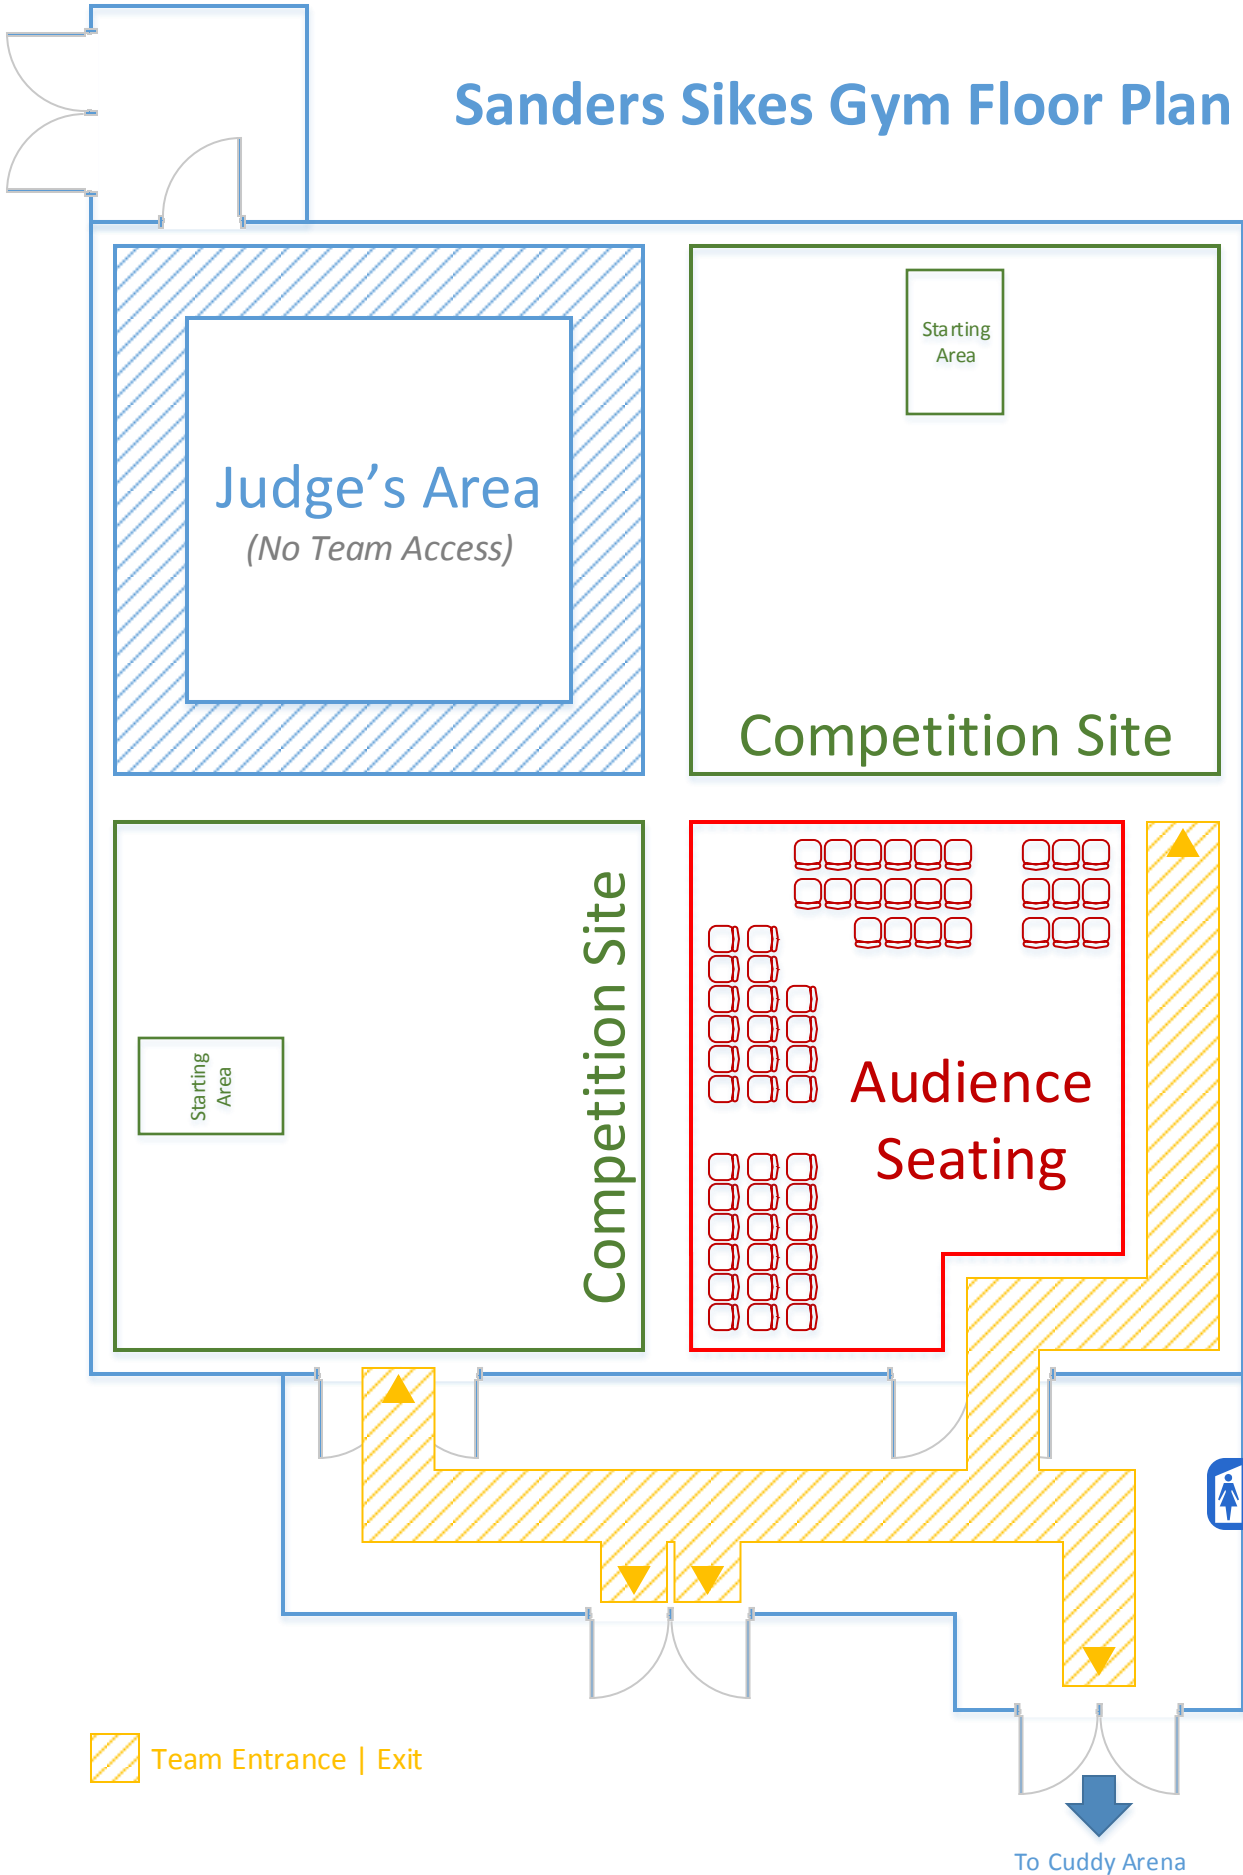 Sanders Sikes Gym Floor Plan
Starting
Area
Judge's Area
(No Team Access)
Competition Site
Competition Site
Starting
Area
Audience
Seating
Team Entrance | Exit
To Cuddy Arena